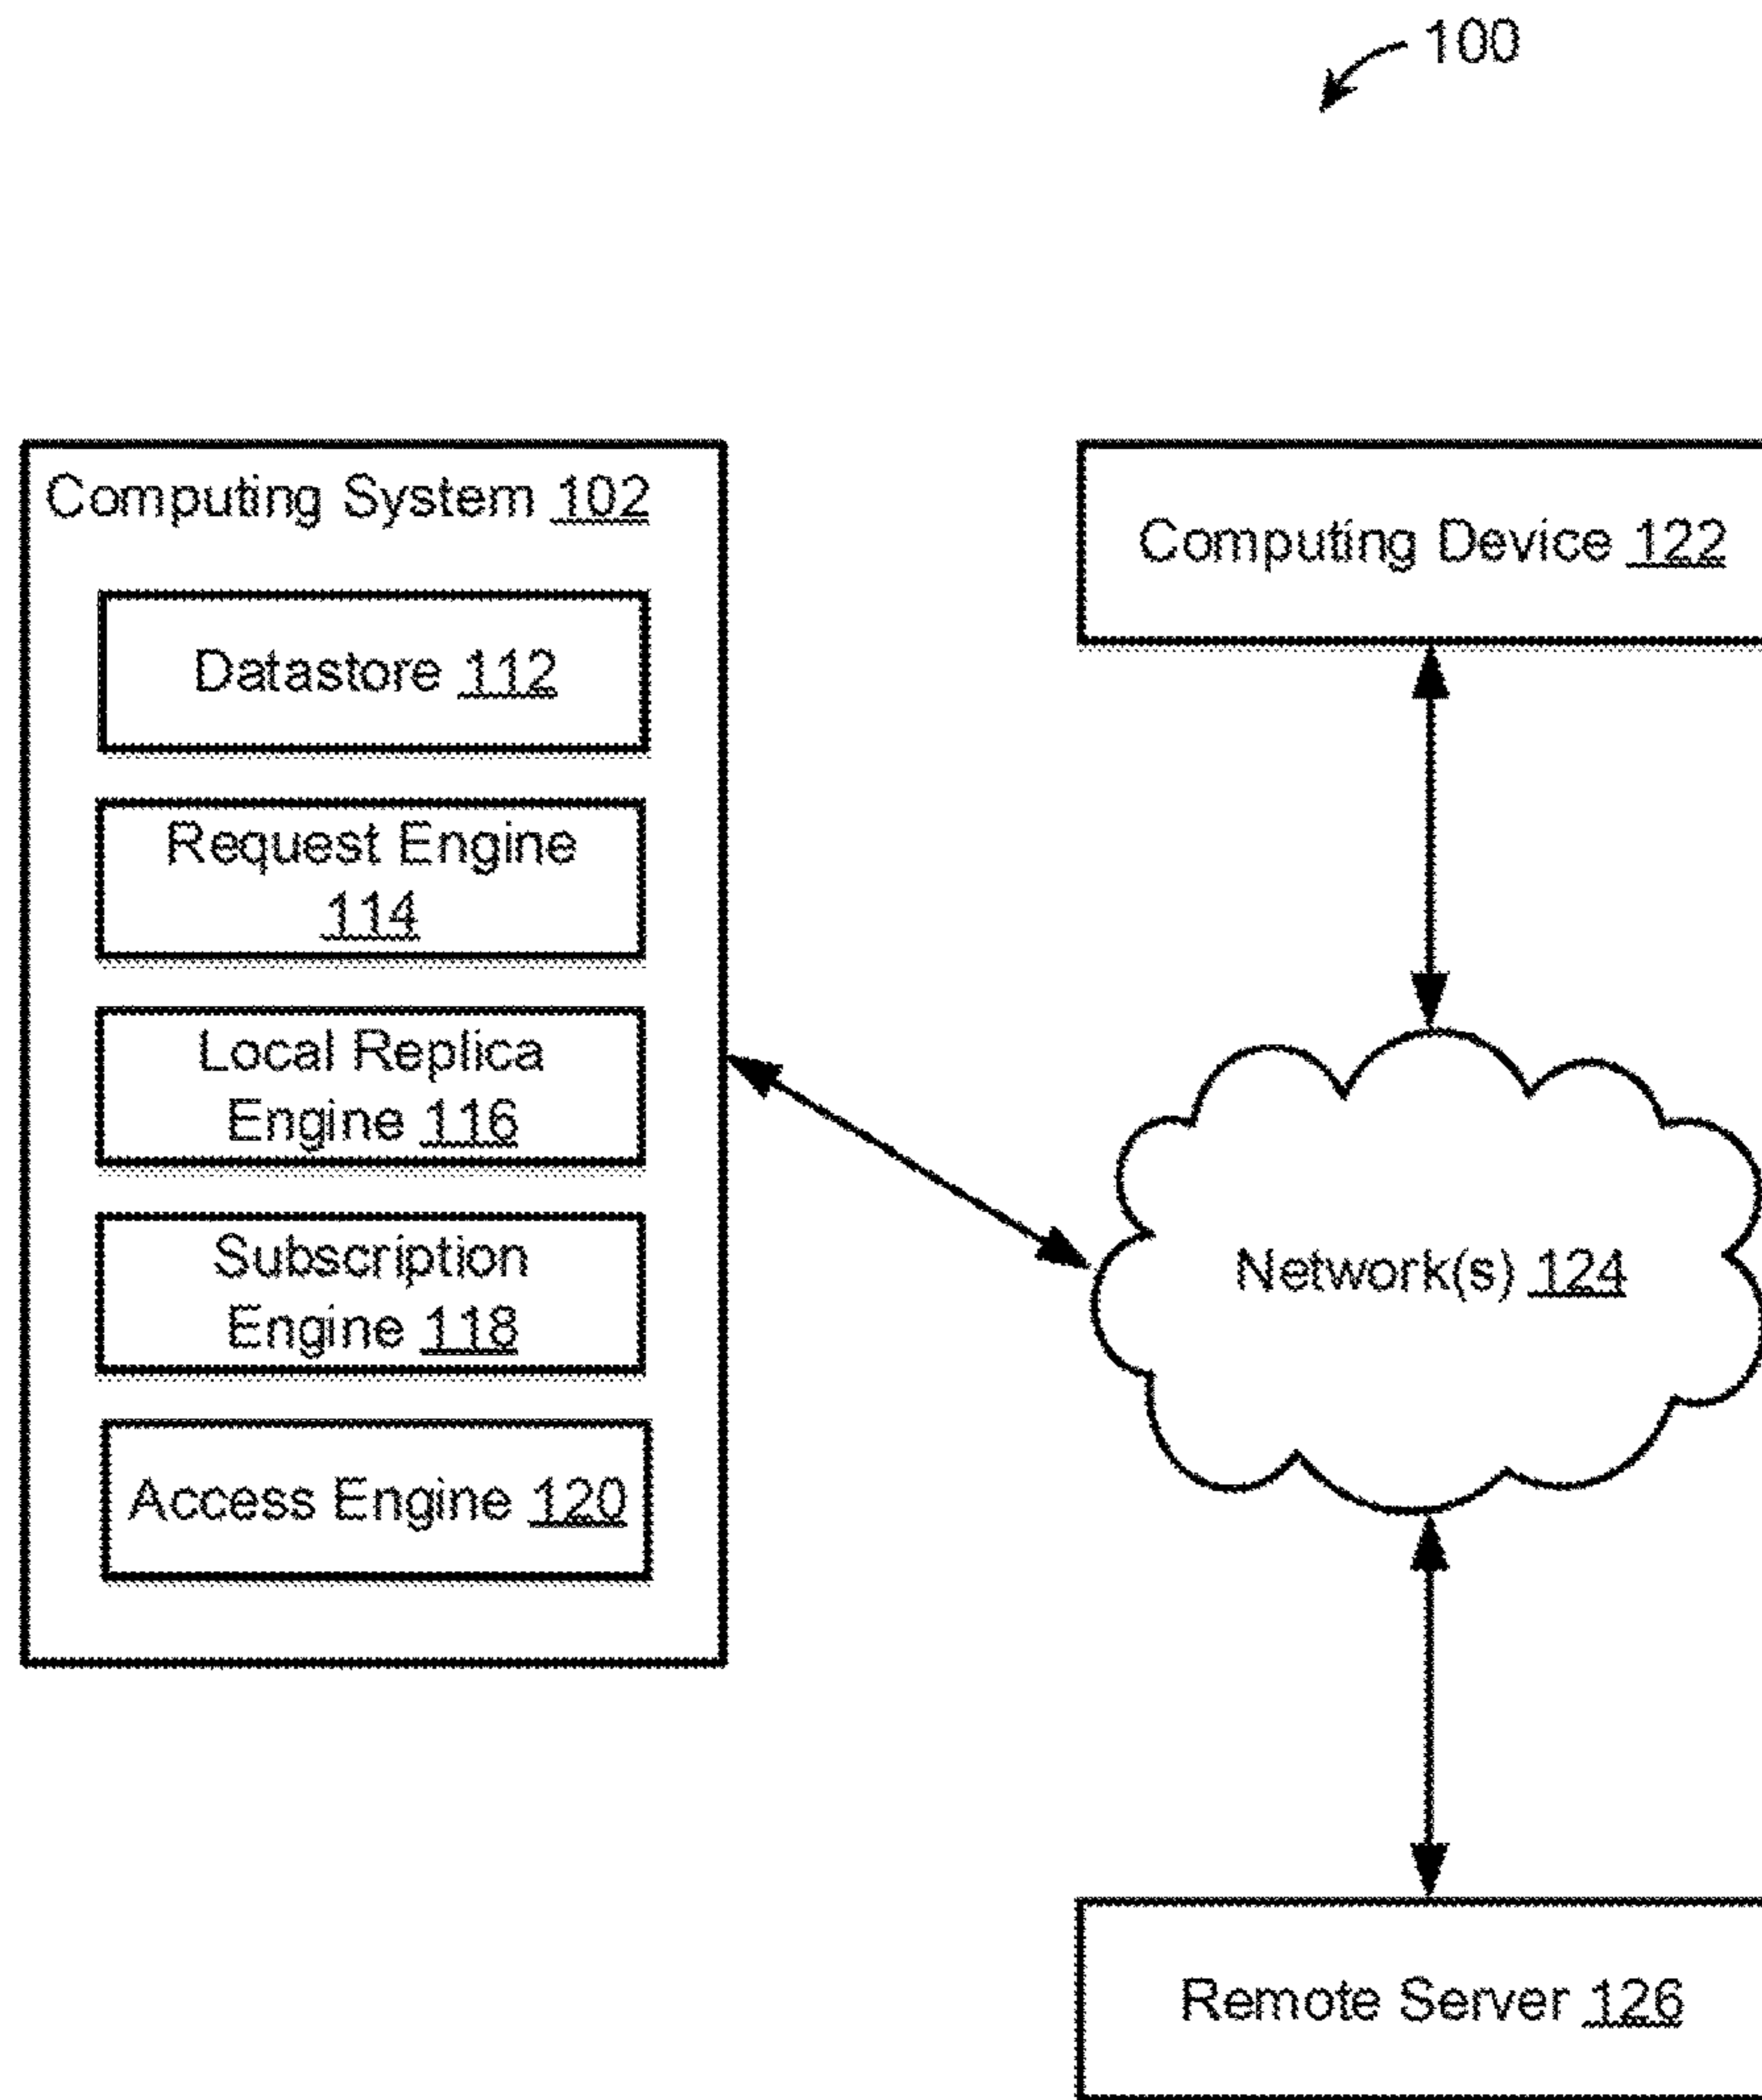 100
Computing System 102
Datastore 112
Request Engine
114
Local Replica
Engine 116
Subscription
Engine 118
Access Engine 120
Computing Device 122
Network(s) 124
Remote Server 126